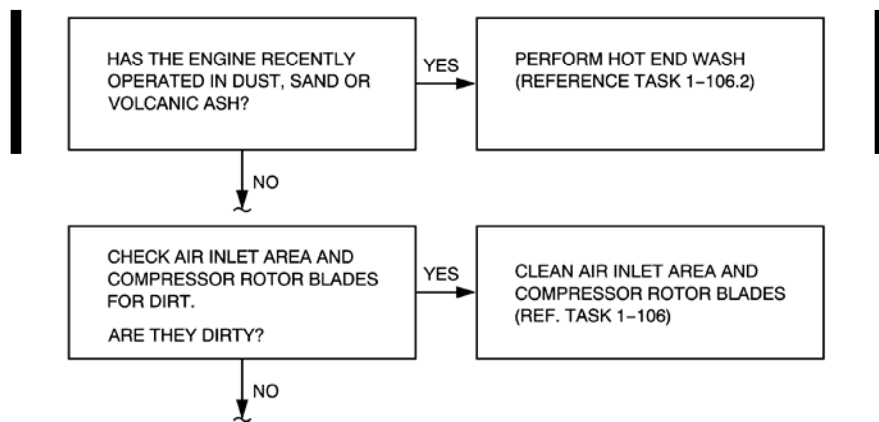 HAS THE ENGINE RECENTLY
OPERATED IN DUST, SAND OR
VOLCANIC ASH?
YES
PERFORM HOT END WASH
(REFERENCE TASK 1–106.2)
NO
CHECK AIR INLET AREA AND
COMPRESSOR ROTOR BLADES
FOR DIRT.
ARE THEY DIRTY?
YES
CLEAN AIR INLET AREA AND
COMPRESSOR ROTOR BLADES
(REF. TASK 1–106)
NO